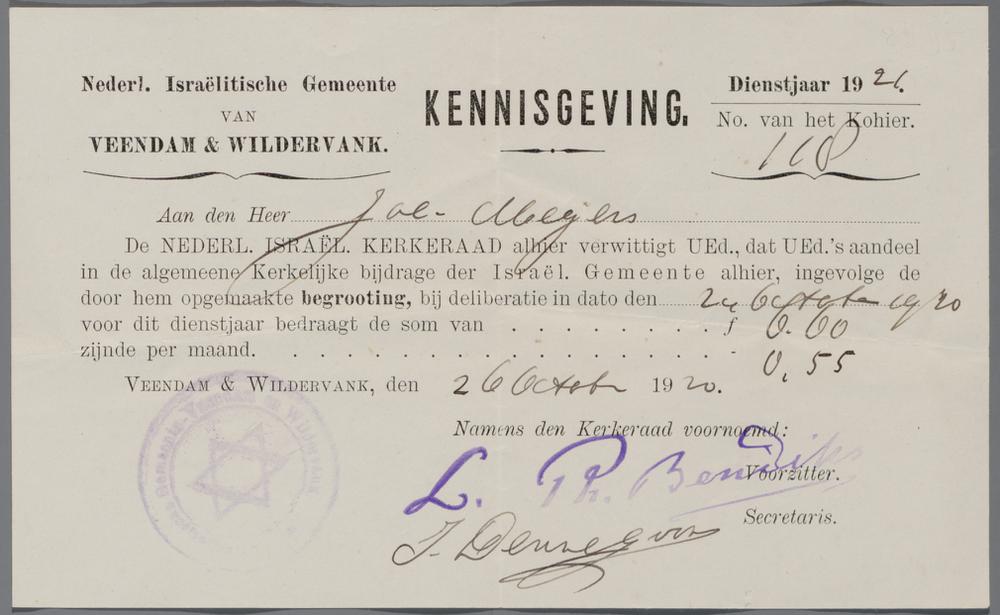 Nederl. Israëlitische Gemeente
VAN
VEENDAM & WILDERVANK.
KENNISGEVING.
Dienstjaar 1921.
No. van het Kohier.
118
Aan den Heer Joe- Meyers
De NEDERL. ISRAËL. KERKERAAD alhier verwittigt UEd., dat UEd.'s aandeel
in de algemeene Kerkelijke bijdrage der Israël. Gemeente alhier, ingevolge de
door hem opgemaakte begrooting, bij deliberatie in dato den 24 October 1920
voor dit dienstjaar bedraagt de som van . . . . . . . . . f 6.60
zijnde per maand. . . . . . . . . . . . . . . . . . 0,55
VEENDAM & WILDERVANK, den 26 October 1920.
Namens den Kerkeraad voornoemd:
L. Ph. Bendiks
Voorzitter.
Secretaris.